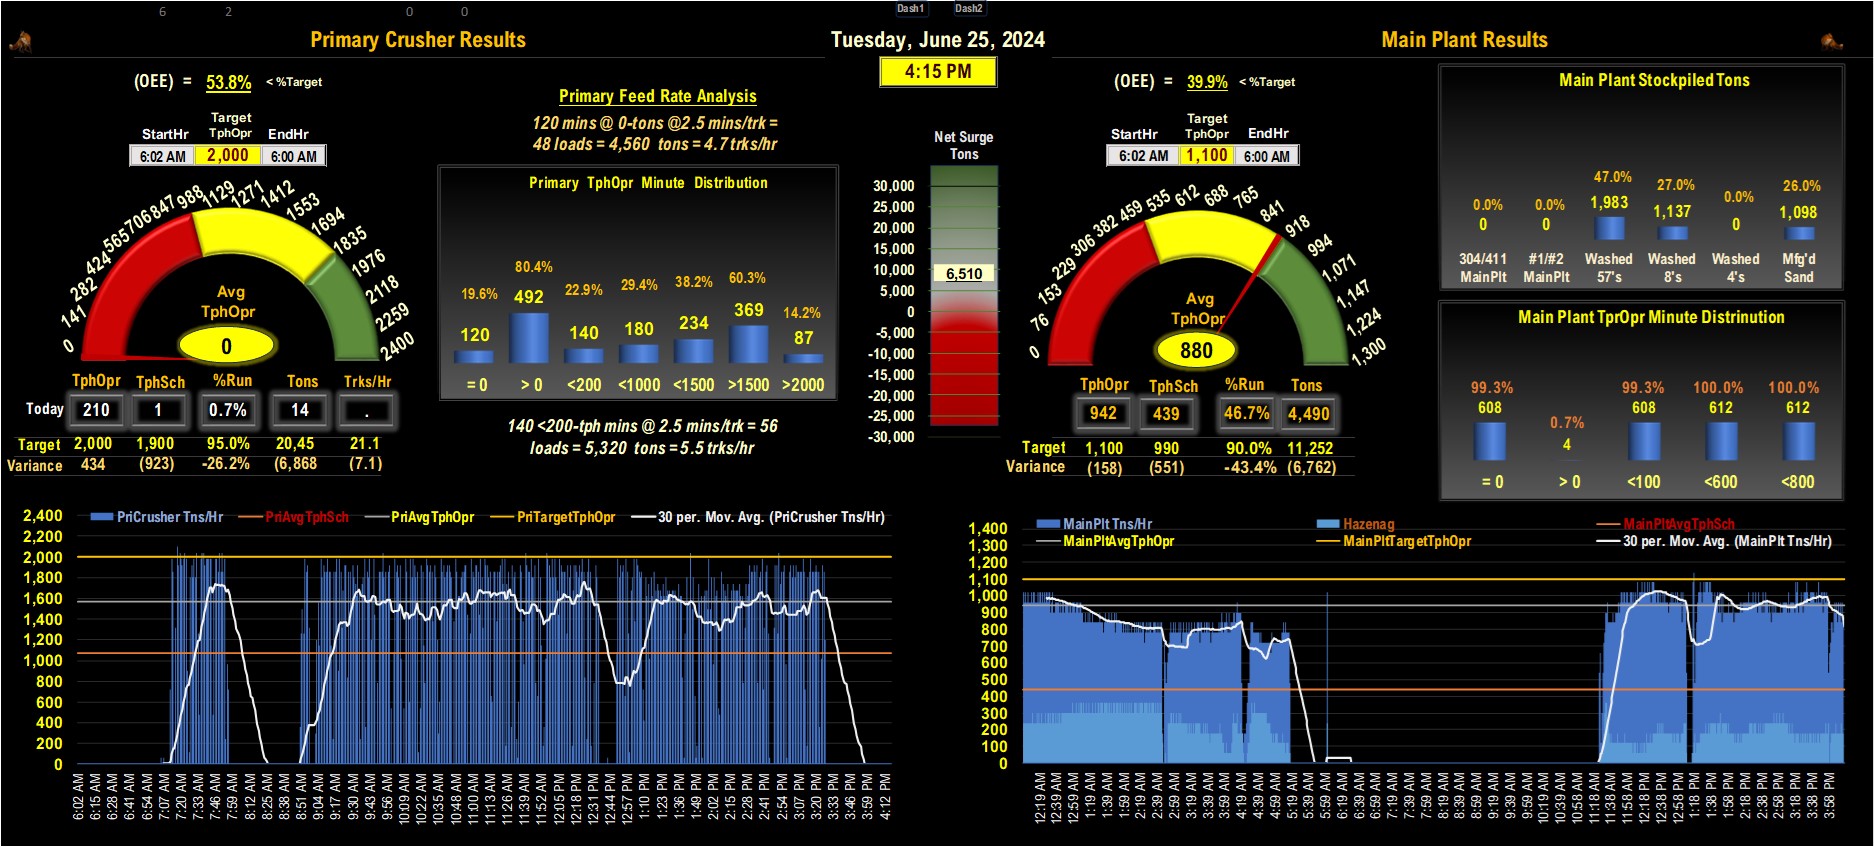 6 2 0 0 Dash1 Dash2
Primary Crusher Results
Tuesday, June 25, 2024
Main Plant Results
4:15 PM
(OEE) = 53.8% < %Target
StartHr Target TphOpr EndHr
6:02 AM 2,000 6:00 AM
0 141 282 424 565 706 847 988 1129 1271 1412 1553 1694 1835 1976 2118 2259 2400
Avg
TphOpr
0
TphOpr TphSch %Run Tons Trks/Hr
Today 210 1 0.7% 14 .
Target 2,000 1,900 95.0% 20,45 21.1
Variance 434 (923) -26.2% (6,868 (7.1)
Primary Feed Rate Analysis
120 mins @ 0-tons @2.5 mins/trk =
48 loads = 4,560 tons = 4.7 trks/hr
Primary TphOpr Minute Distribution
19.6% 80.4% 22.9% 29.4% 38.2% 60.3% 14.2%
120 492 140 180 234 369 87
= 0 > 0 <200 <1000 <1500 >1500 >2000
140 <200-tph mins @ 2.5 mins/trk = 56
loads = 5,320 tons = 5.5 trks/hr
Net Surge
Tons
30,000
25,000
20,000
15,000
10,000
6,510
5,000
0
-5,000
-10,000
-15,000
-20,000
-25,000
-30,000
(OEE) = 39.9% < %Target
StartHr Target TphOpr EndHr
6:02 AM 1,100 6:00 AM
0 76 153 229 306 382 459 535 612 688 765 841 918 994 1,071 1,147 1,224 1,300
Avg
TphOpr
880
TphOpr TphSch %Run Tons
942 439 46.7% 4,490
Target 1,100 990 90.0% 11,252
Variance (158) (551) -43.4% (6,762)
Main Plant Stockpiled Tons
0.0% 0.0% 47.0% 27.0% 0.0% 26.0%
0 0 1,983 1,137 0 1,098
304/411 #1/#2 Washed Washed Washed Mfg'd
MainPlt MainPlt 57's 8's 4's Sand
Main Plant TprOpr Minute Distrinution
99.3% 0.7% 99.3% 100.0% 100.0%
608 4 608 612 612
= 0 > 0 <100 <600 <800
PriCrusher Tns/Hr PriAvgTphSch PriAvgTphOpr PriTargetTphOpr 30 per. Mov. Avg. (PriCrusher Tns/Hr)
2,400
2,200
2,000
1,800
1,600
1,400
1,200
1,000
800
600
400
200
0
6:02 AM 6:15 AM 6:28 AM 6:41 AM 6:54 AM 7:07 AM 7:20 AM 7:33 AM 7:46 AM 7:59 AM 8:12 AM 8:25 AM 8:38 AM 8:51 AM 9:04 AM 9:17 AM 9:30 AM 9:43 AM 9:56 AM 10:09 AM 10:22 AM 10:35 AM 10:48 AM 11:00 AM 11:13 AM 11:26 AM 11:39 AM 11:52 AM 12:05 PM 12:18 PM 12:31 PM 12:44 PM 12:57 PM 1:10 PM 1:23 PM 1:36 PM 1:49 PM 2:02 PM 2:15 PM 2:28 PM 2:41 PM 2:54 PM 3:07 PM 3:20 PM 3:33 PM 3:46 PM 3:59 PM 4:12 PM
MainPlt Tns/Hr Hazenag MainPltAvgTphSch
MainPltAvgTphOpr MainPltTargetTphOpr 30 per. Mov. Avg. (MainPlt Tns/Hr)
1,400
1,300
1,200
1,100
1,000
900
800
700
600
500
400
300
200
100
0
12:19 AM 12:39 AM 12:59 AM 1:19 AM 1:39 AM 1:59 AM 2:19 AM 2:39 AM 2:59 AM 3:19 AM 3:39 AM 3:59 AM 4:19 AM 4:39 AM 4:59 AM 5:19 AM 5:39 AM 5:59 AM 6:19 AM 6:39 AM 6:59 AM 7:19 AM 7:39 AM 7:59 AM 8:19 AM 8:39 AM 8:59 AM 9:19 AM 9:39 AM 9:59 AM 10:19 AM 10:39 AM 10:59 AM 11:18 AM 11:38 AM 11:58 AM 12:18 PM 12:38 PM 12:58 PM 1:18 PM 1:38 PM 1:58 PM 2:18 PM 2:38 PM 2:58 PM 3:18 PM 3:38 PM 3:58 PM